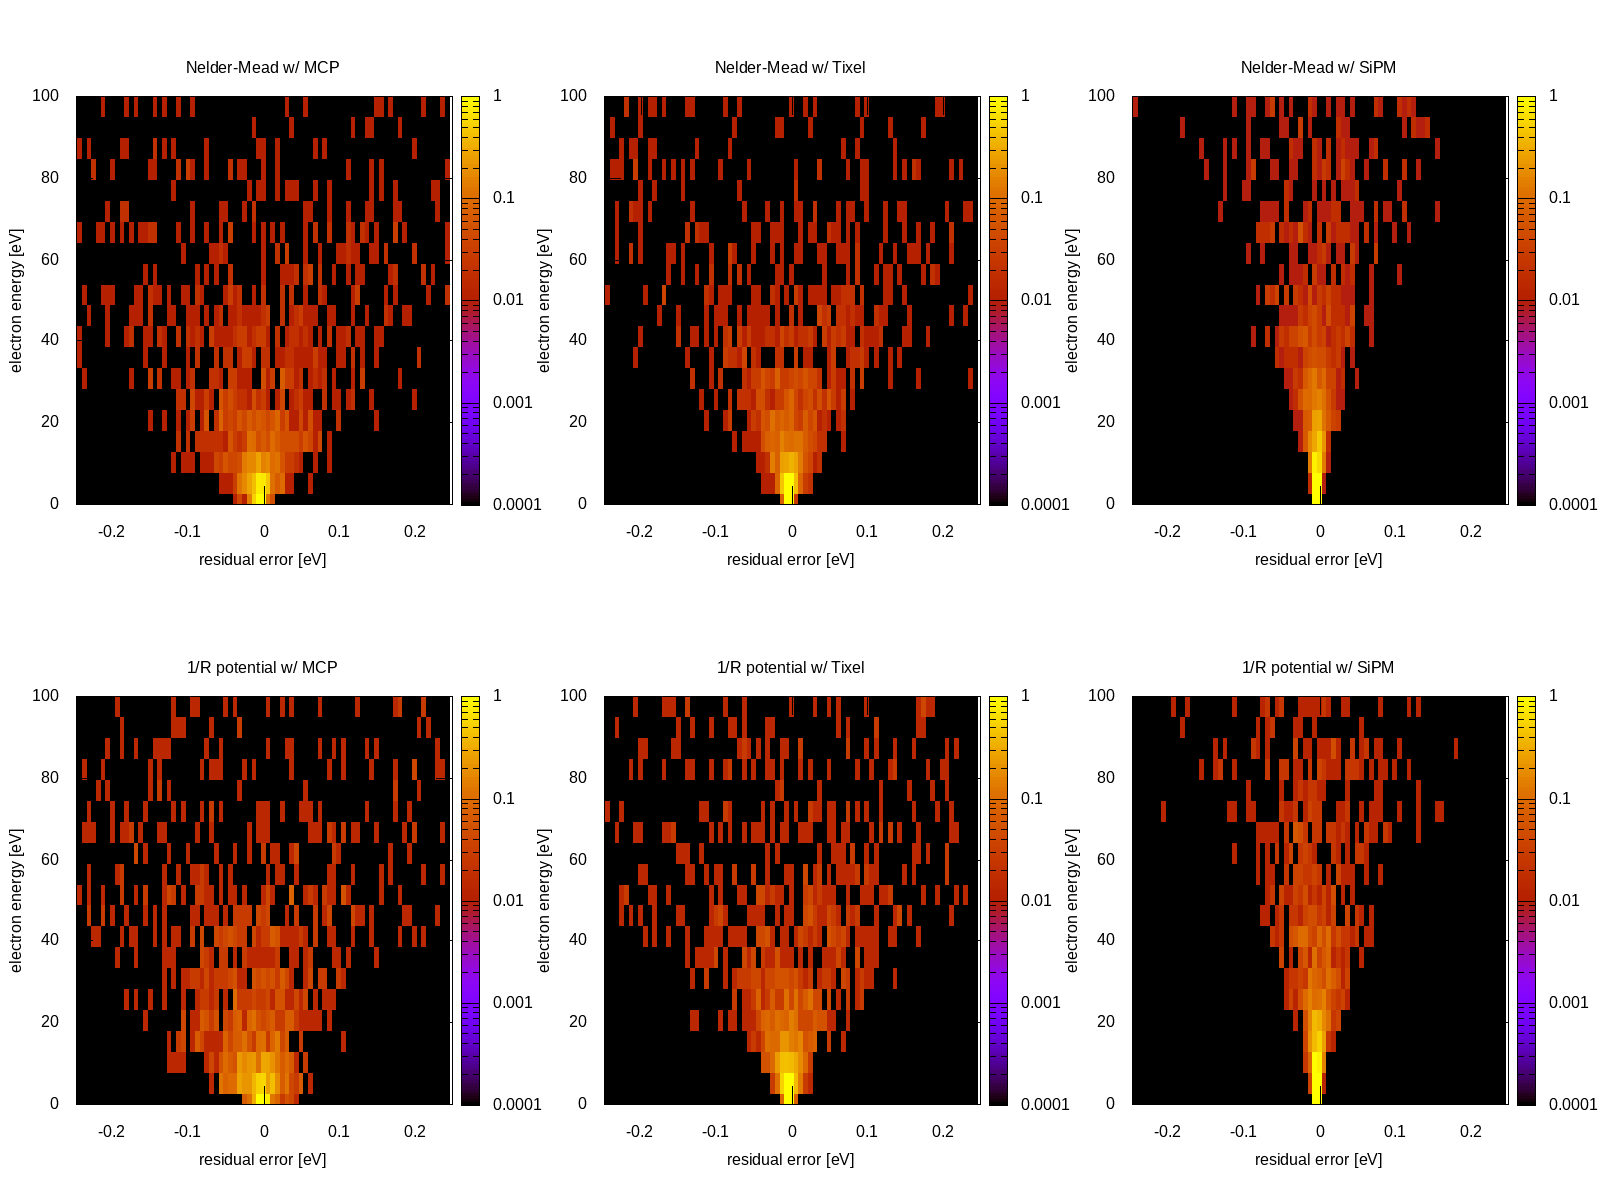 Nelder-Mead w/ MCP
100
80
60
40
20
0
electron energy [eV]
-0.2 -0.1 0 0.1 0.2
residual error [eV]
1
0.1
0.01
0.001
0.0001
Nelder-Mead w/ Tixel
100
80
60
40
20
0
electron energy [eV]
-0.2 -0.1 0 0.1 0.2
residual error [eV]
1
0.1
0.01
0.001
0.0001
Nelder-Mead w/ SiPM
100
80
60
40
20
0
electron energy [eV]
-0.2 -0.1 0 0.1 0.2
residual error [eV]
1
0.1
0.01
0.001
0.0001
1/R potential w/ MCP
100
80
60
40
20
0
electron energy [eV]
-0.2 -0.1 0 0.1 0.2
residual error [eV]
1
0.1
0.01
0.001
0.0001
1/R potential w/ Tixel
100
80
60
40
20
0
electron energy [eV]
-0.2 -0.1 0 0.1 0.2
residual error [eV]
1
0.1
0.01
0.001
0.0001
1/R potential w/ SiPM
100
80
60
40
20
0
electron energy [eV]
-0.2 -0.1 0 0.1 0.2
residual error [eV]
1
0.1
0.01
0.001
0.0001